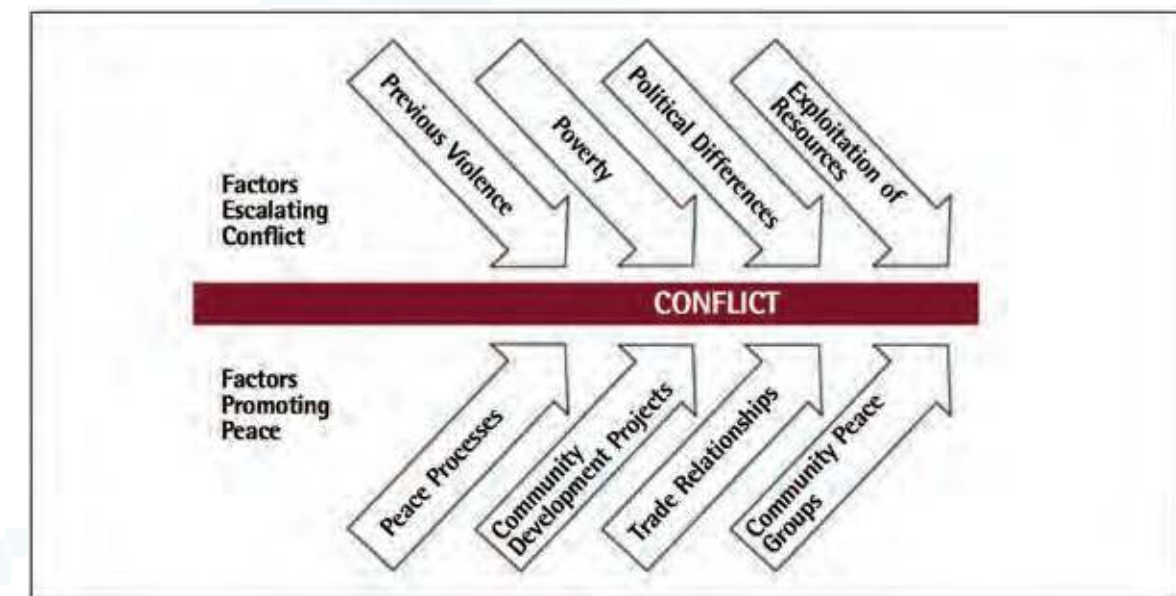 Previous Violence
Poverty
Political Differences
Exploitation of
Resources
Factors
Escalating
Conflict
CONFLICT
Factors
Promoting
Peace
Peace Processes
Community
Development Projects
Trade Relationships
Community Peace
Groups